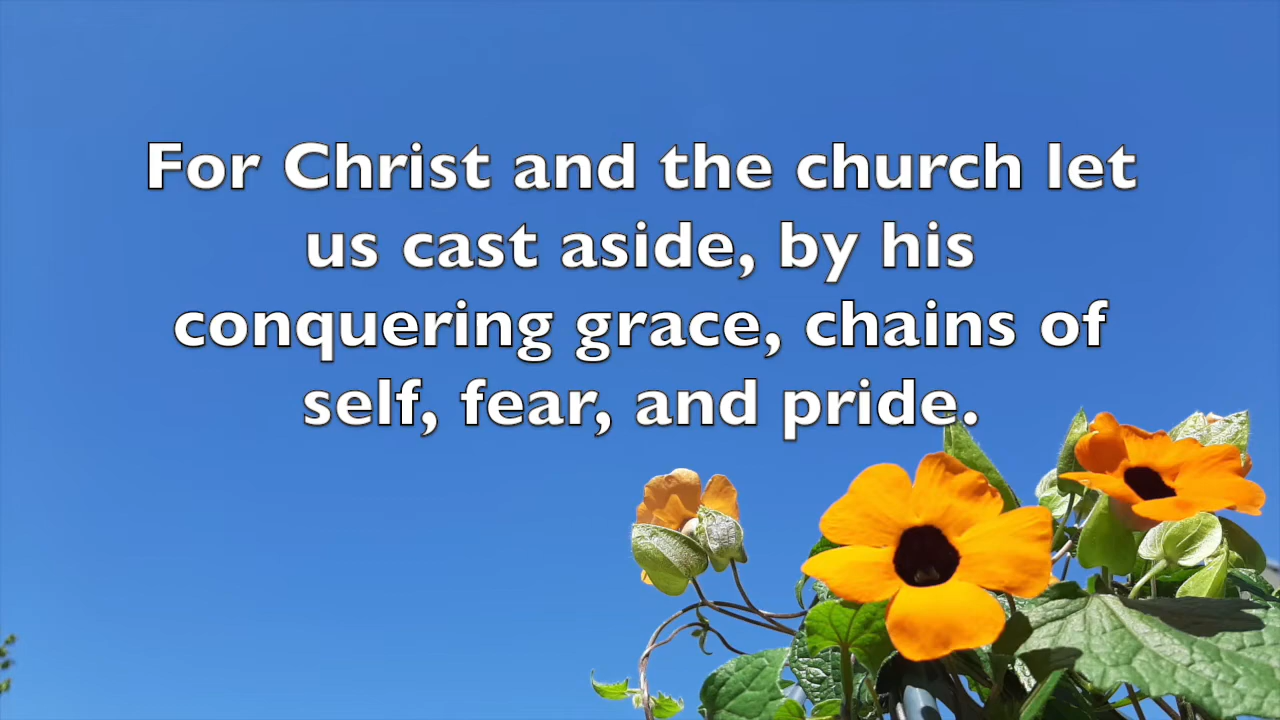 For Christ and the church let
us cast aside, by his
conquering grace, chains of
self, fear, and pride.